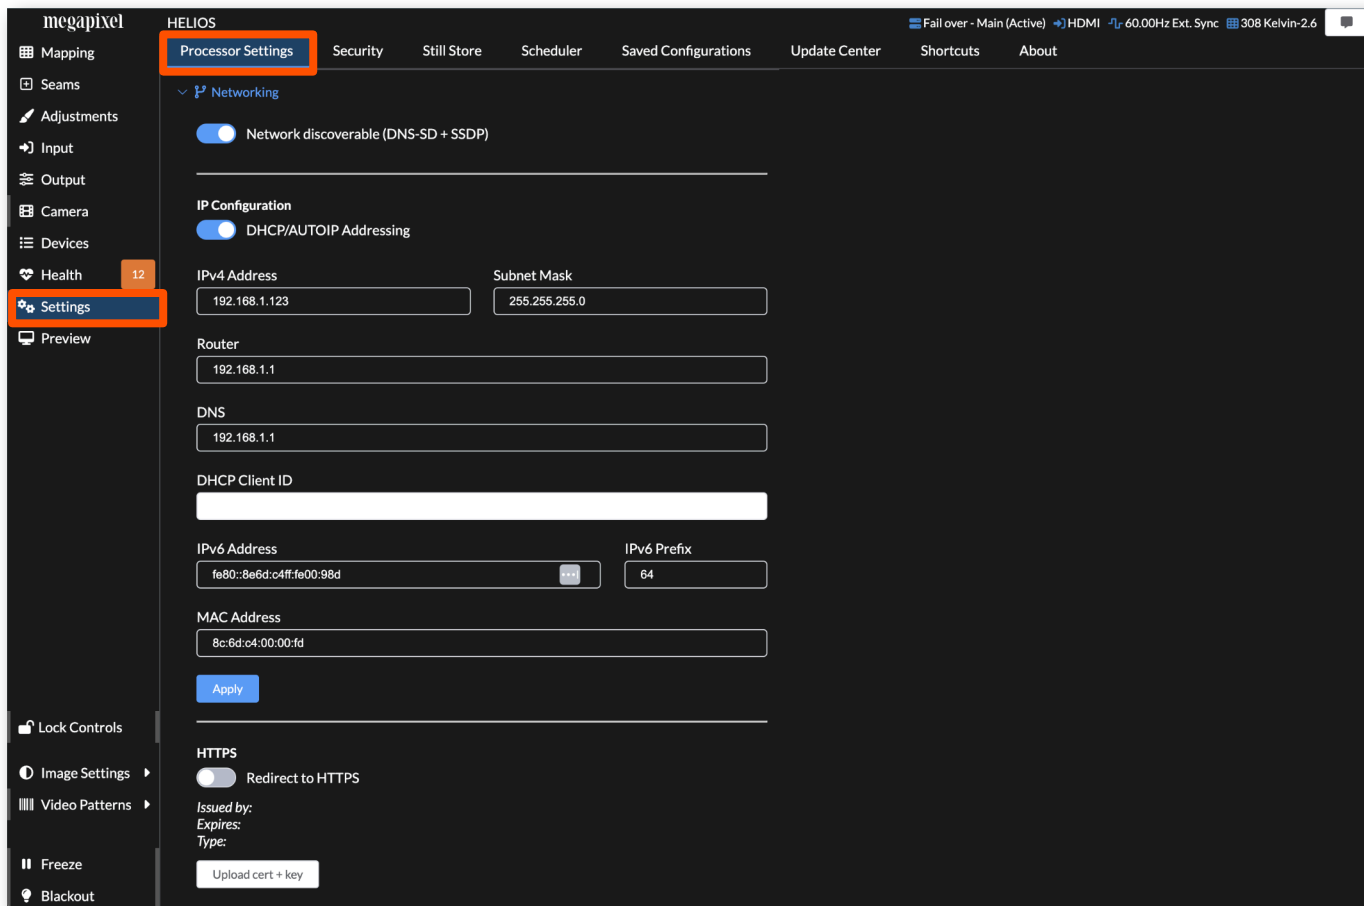 megapixel
HELIOS
Fail over - Main (Active) HDMI 60.00Hz Ext. Sync 308 Kelvin-2.6
Mapping
Seams
Adjustments
Input
Output
Camera
Devices
Health 12
Settings
Preview
Lock Controls
Image Settings
Video Patterns
Freeze
Blackout
Processor Settings Security Still Store Scheduler Saved Configurations Update Center Shortcuts About
Networking
Network discoverable (DNS-SD + SSDP)
IP Configuration
DHCP/AUTOIP Addressing
IPv4 Address Subnet Mask
192.168.1.123 255.255.255.0
Router
192.168.1.1
DNS
192.168.1.1
DHCP Client ID
IPv6 Address IPv6 Prefix
fe80::8e6d:c4ff:fe00:98d 64
MAC Address
8c:6d:c4:00:00:fd
Apply
HTTPS
Redirect to HTTPS
Issued by:
Expires:
Type:
Upload cert + key